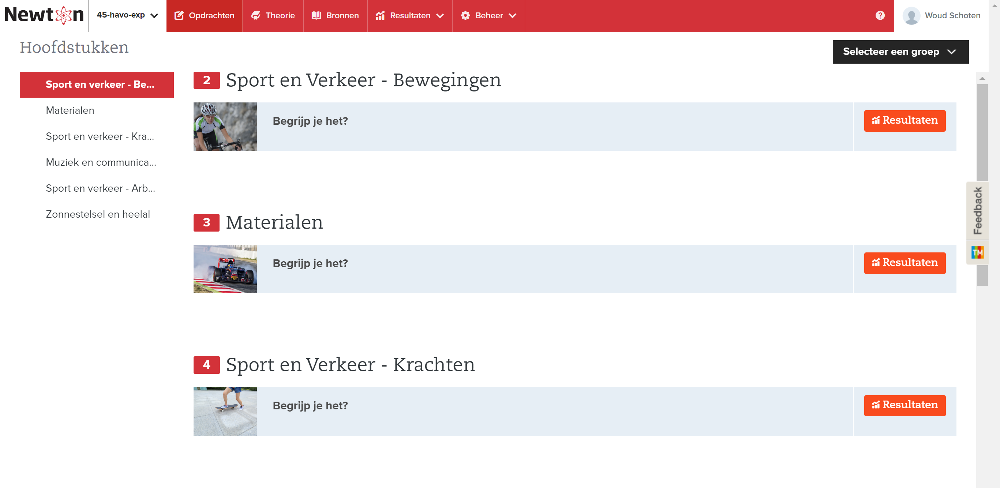 Newton
45-havo-exp
Opdrachten
Theorie
Bronnen
Resultaten
Beheer
?
Woud Schoten
Hoofdstukken
Selecteer een groep
Sport en verkeer - Be...
Materialen
Sport en verkeer - Kra...
Muziek en communica...
Sport en verkeer - Arb...
Zonnestelsel en heelal
2 Sport en Verkeer - Bewegingen
Begrijp je het?
Resultaten
3 Materialen
Begrijp je het?
Resultaten
4 Sport en Verkeer - Krachten
Begrijp je het?
Resultaten
Feedback
TM